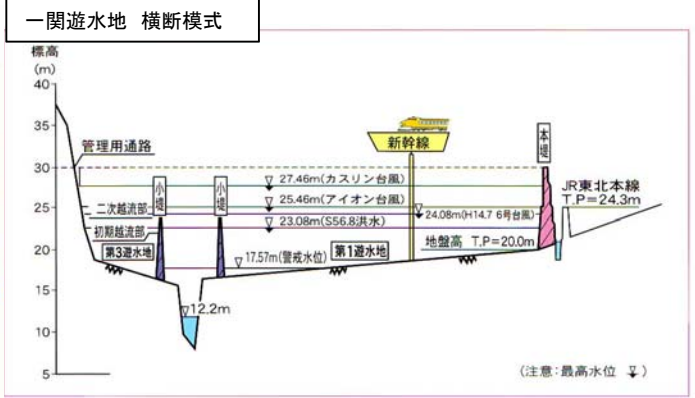 一関遊水地 横断模式
標高
(m)
40
35
30
25
20
15
10
5
管理用通路
新幹線
本堤
27.46m(カスリン台風)
小堤
小堤
25.46m(アイオン台風)
JR東北本線
T.P=24.3m
二次越流部
24.08m(H14.7 6号台風)
初期越流部
23.08m(S56.8洪水)
第3遊水地
第1遊水地
地盤高 T.P=20.0m
17.57m(警戒水位)
12.2m
(注意:最高水位 )